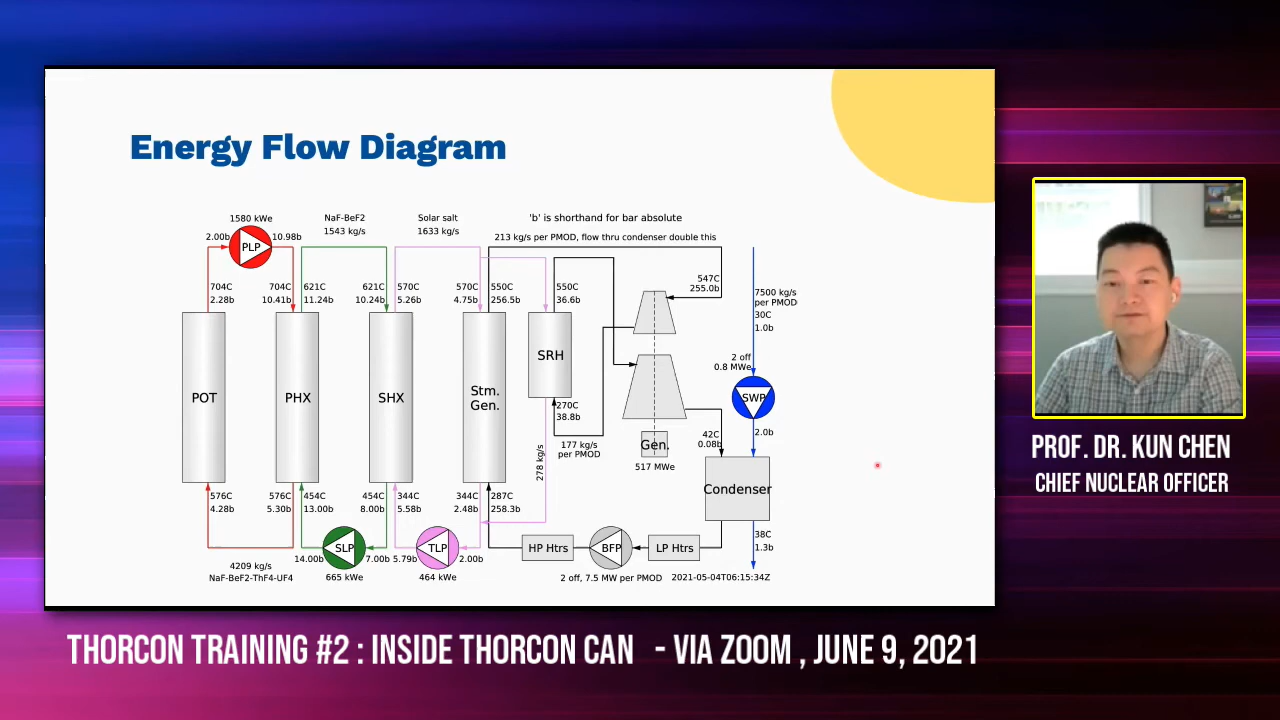 Energy Flow Diagram
1580 kWe
NaF-BeF2
1543 kg/s
Solar salt
1633 kg/s
'b' is shorthand for bar absolute
213 kg/s per PMOD, flow thru condenser double this
2.00b
PLP
10.98b
704C
2.28b
704C
10.41b
621C
11.24b
621C
10.24b
570C
5.26b
570C
4.75b
550C
256.5b
550C
36.6b
547C
255.0b
7500 kg/s
per PMOD
30C
1.0b
POT
PHX
SHX
Stm.
Gen.
SRH
270C
38.8b
2 off
0.8 MWe
SWP
2.0b
177 kg/s
per PMOD
278 kg/s
Gen.
517 MWe
42C
0.08b
Condenser
576C
4.28b
576C
5.30b
454C
13.00b
454C
8.00b
344C
5.58b
344C
2.48b
287C
258.3b
14.00b
SLP
7.00b
5.79b
TLP
2.00b
HP Htrs
BFP
LP Htrs
38C
1.3b
4209 kg/s
NaF-BeF2-ThF4-UF4
665 kWe
464 kWe
2 off, 7.5 MW per PMOD
2021-05-04T06:15:34Z
PROF. DR. KUN CHEN
CHIEF NUCLEAR OFFICER
THORCON TRAINING #2 : INSIDE THORCON CAN - VIA ZOOM , JUNE 9, 2021